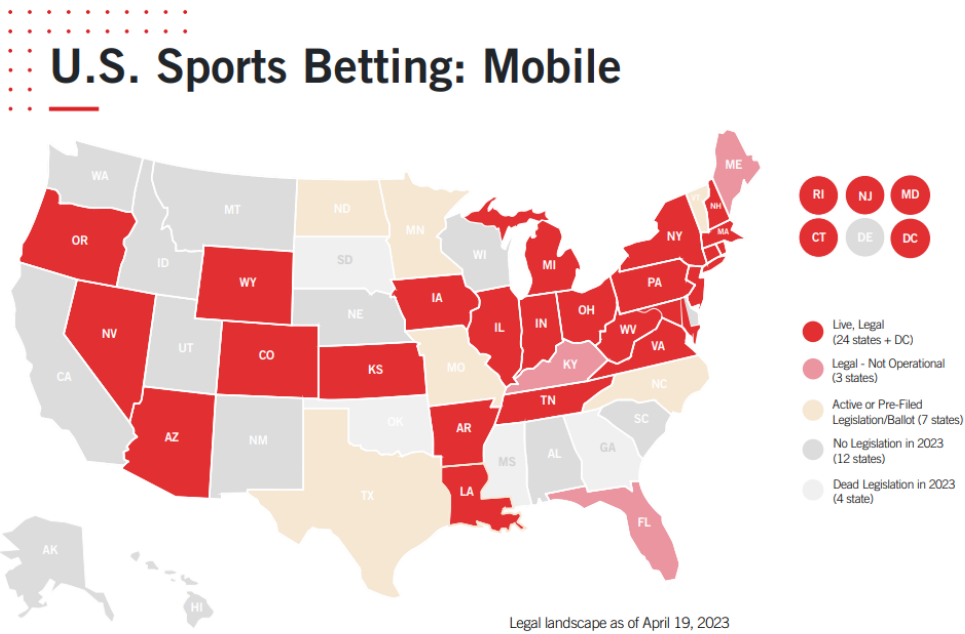 U.S. Sports Betting: Mobile
ME
WA
VT
NH
MT
ND
MN
OR
ID
SD
WI
MI
NY
MA
WY
IA
PA
NE
NV
UT
CO
IL
IN
OH
WV
VA
CA
KS
MO
KY
NC
TN
AZ
NM
OK
AR
SC
MS
AL
GA
TX
LA
FL
AK
HI
RI NJ MD
CT DE DC
Live, Legal
(24 states + DC)
Legal - Not Operational
(3 states)
Active or Pre-Filed
Legislation/Ballot (7 states)
No Legislation in 2023
(12 states)
Dead Legislation in 2023
(4 state)
Legal landscape as of April 19, 2023